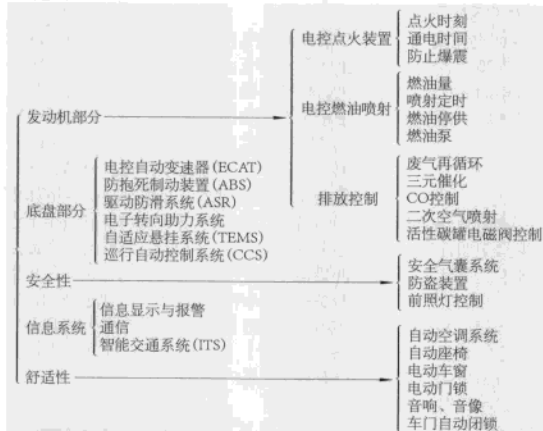 发动机部分
电控点火装置
点火时刻
通电时间
防止爆震
电控燃油喷射
燃油量
喷射定时
燃油停供
燃油泵
排放控制
废气再循环
三元催化
CO控制
二次空气喷射
活性碳罐电磁阀控制
底盘部分
电控自动变速器(ECAT)
防抱死制动装置(ABS)
驱动防滑系统(ASR)
电子转向助力系统
自适应悬挂系统(TEMS)
巡行自动控制系统(CCS)
安全性
安全气囊系统
防盗装置
前照灯控制
信息系统
信息显示与报警
通信
智能交通系统(ITS)
舒适性
自动空调系统
自动座椅
电动车窗
电动门锁
音响、音像
车门自动闭锁